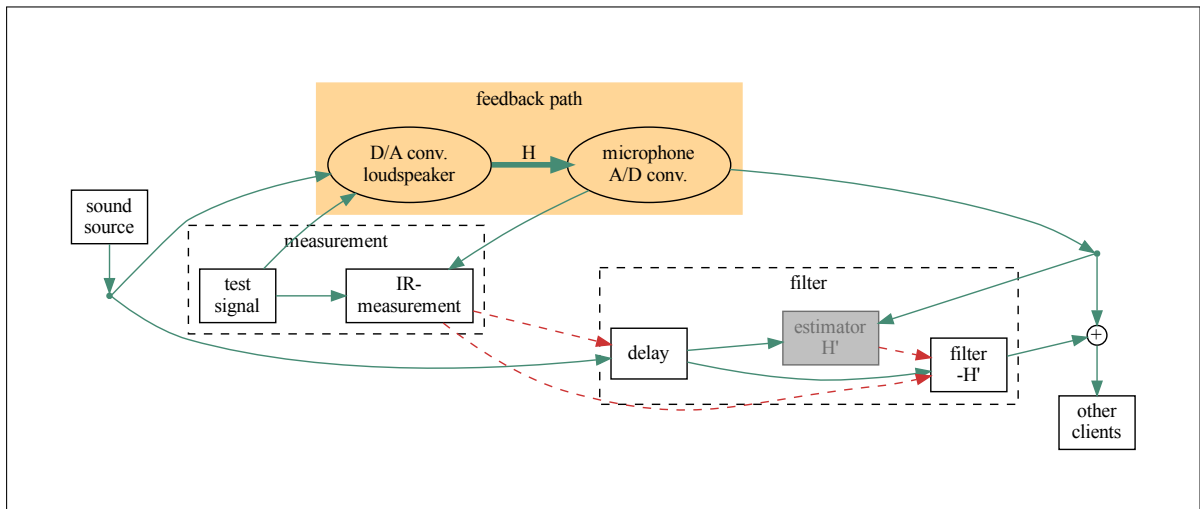 feedback path
D/A conv.
loudspeaker
H
microphone
A/D conv.
sound
source
measurement
test
signal
IR-
measurement
filter
delay
estimator
H'
filter
-H'
+
other
clients